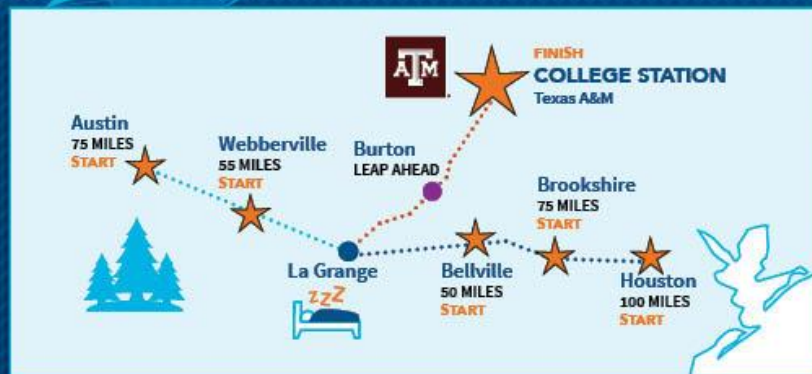 FINISH
COLLEGE STATION
Texas A&M
ATM
Austin
75 MILES
START
Webberville
55 MILES
START
Burton
LEAP AHEAD
Brookshire
75 MILES
START
La Grange
ZZZ
Bellville
50 MILES
START
Houston
100 MILES
START